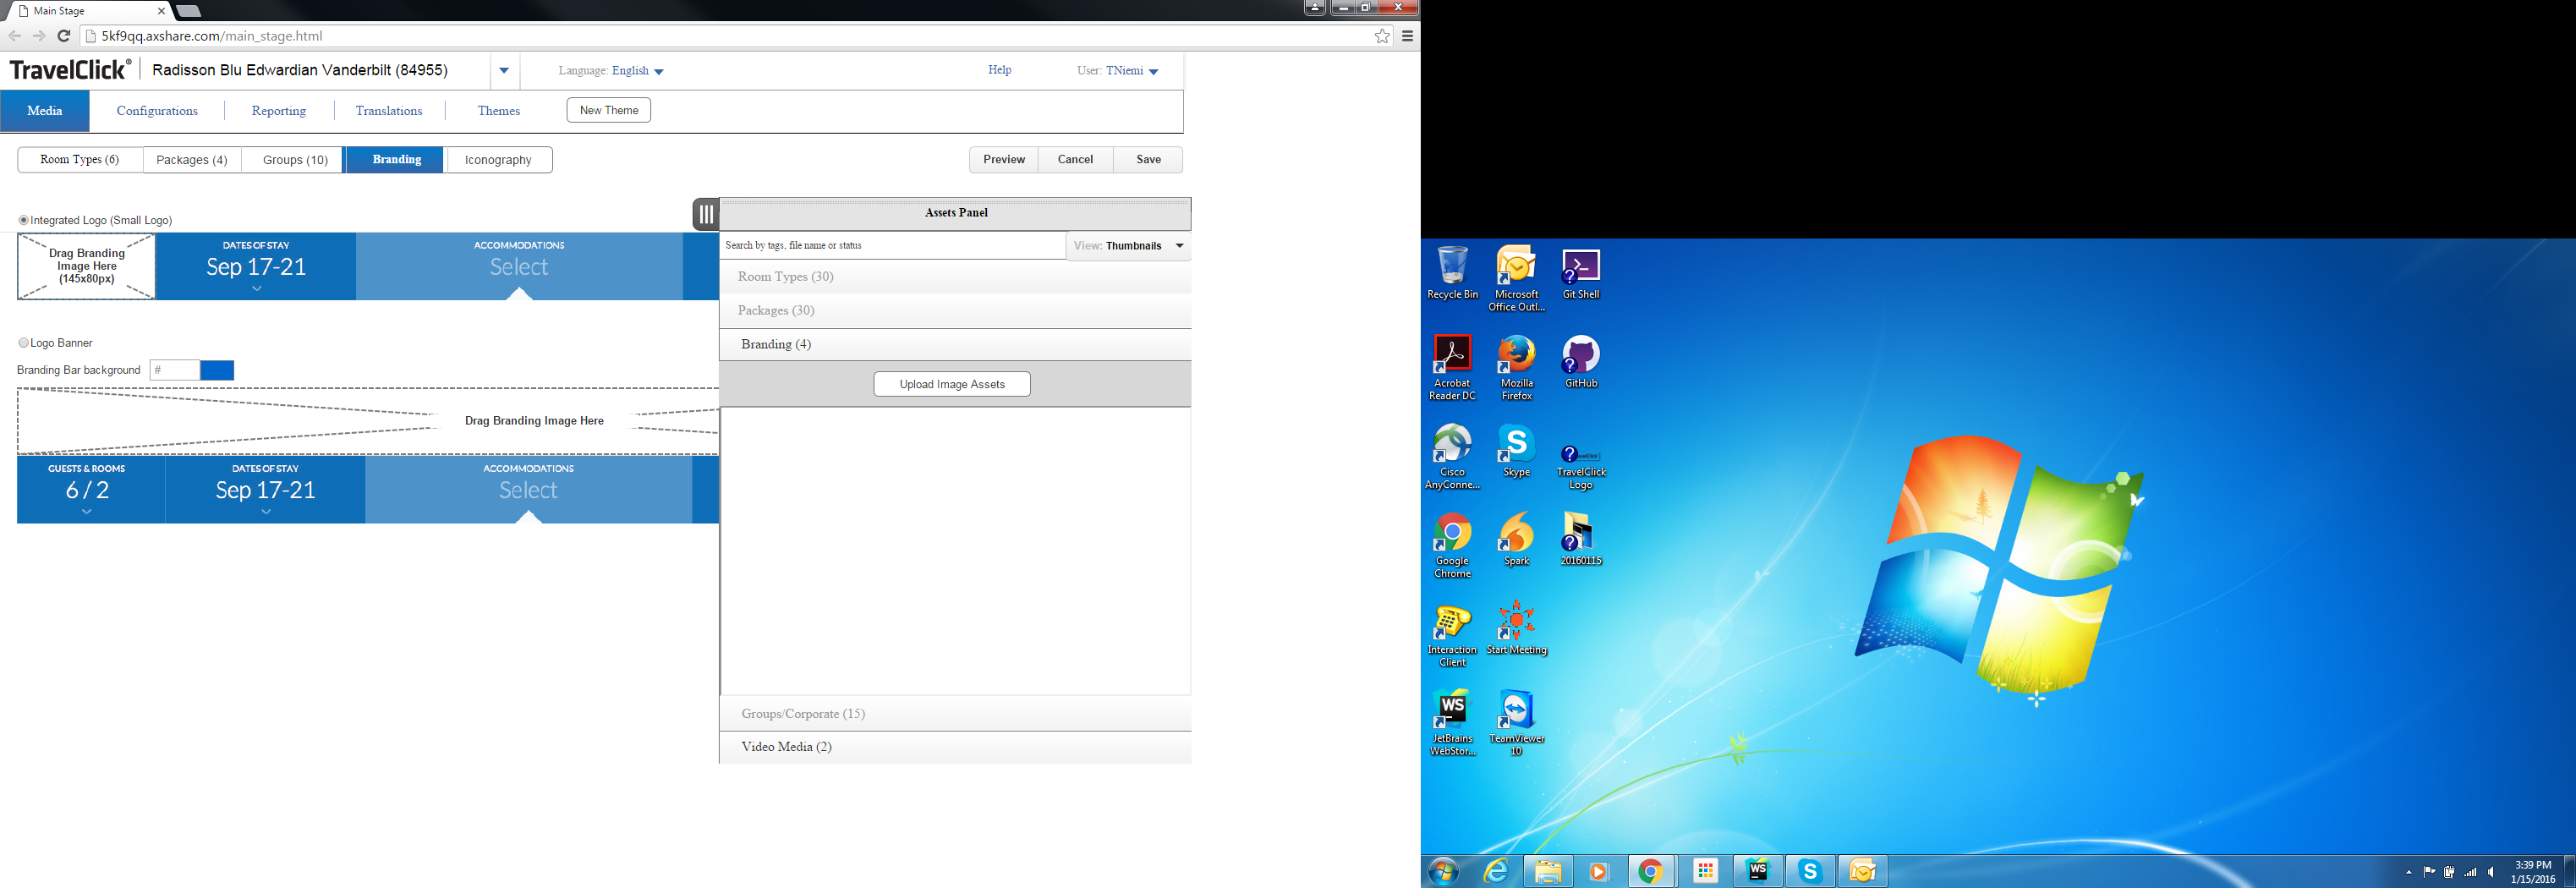 Main Stage
5kf9qq.axshare.com/main_stage.html
TravelClick® Radisson Blu Edwardian Vanderbilt (84955) Language: English Help User: TNiemi
Media Configurations Reporting Translations Themes New Theme
Room Types (6) Packages (4) Groups (10) Branding Iconography Preview Cancel Save
Integrated Logo (Small Logo)
Drag Branding
Image Here
(145x80px)
DATES OF STAY
Sep 17-21
ACCOMMODATIONS
Select
Logo Banner
Branding Bar background #
Drag Branding Image Here
GUESTS & ROOMS
6 / 2
DATES OF STAY
Sep 17-21
ACCOMMODATIONS
Select
Assets Panel
Search by tags, file name or status View: Thumbnails
Room Types (30)
Packages (30)
Branding (4)
Upload Image Assets
Groups/Corporate (15)
Video Media (2)
Recycle Bin
Microsoft
Office Outl...
Git Shell
Acrobat
Reader DC
Mozilla
Firefox
GitHub
Cisco
AnyConne...
Skype
TravelClick
Logo
Google
Chrome
Spark
20160115
Interaction
Client
Start Meeting
WS
JetBrains
WebStor...
TeamViewer
10
WS
3:39 PM
1/15/2016